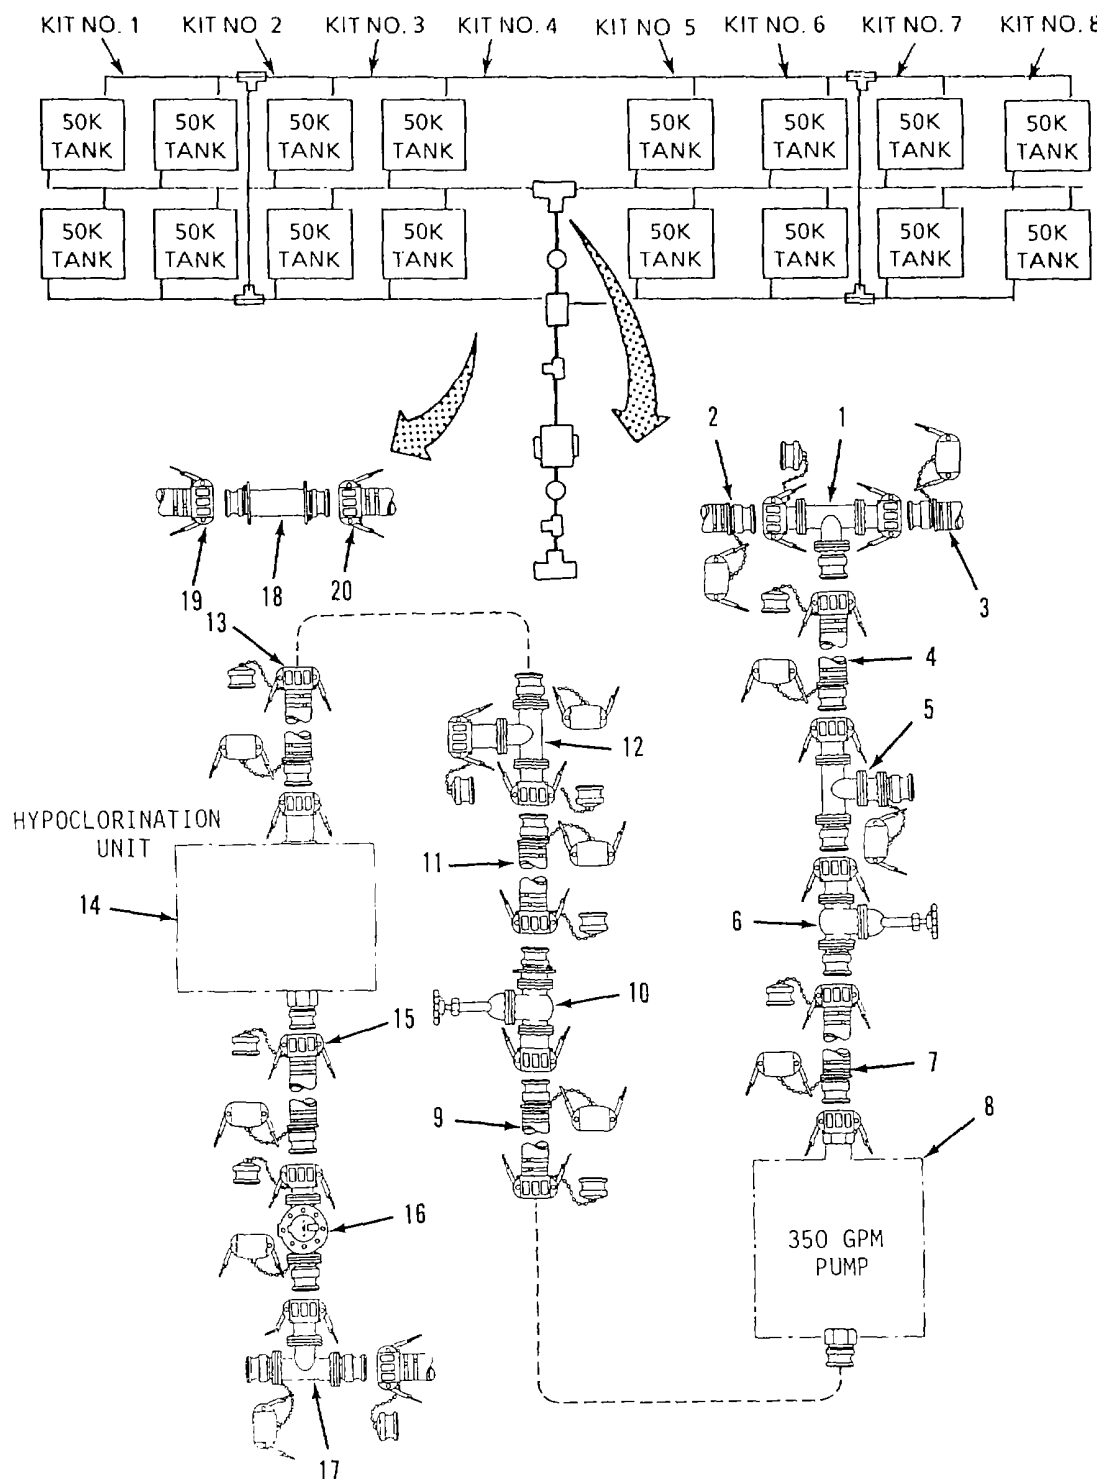 KIT NO. 1 KIT NO 2 KIT NO. 3 KIT NO. 4 KIT NO 5 KIT NO. 6 KIT NO. 7 KIT NO. 8
50K 50K 50K 50K 50K 50K 50K 50K
TANK TANK TANK TANK TANK TANK TANK TANK
50K 50K 50K 50K 50K 50K 50K 50K
TANK TANK TANK TANK TANK TANK TANK TANK
2 1
19 18 20
3
13
4
5
12
HYPOCLORINATION
UNIT
11
14
6
10
15
7
9
8
16
350 GPM
PUMP
17